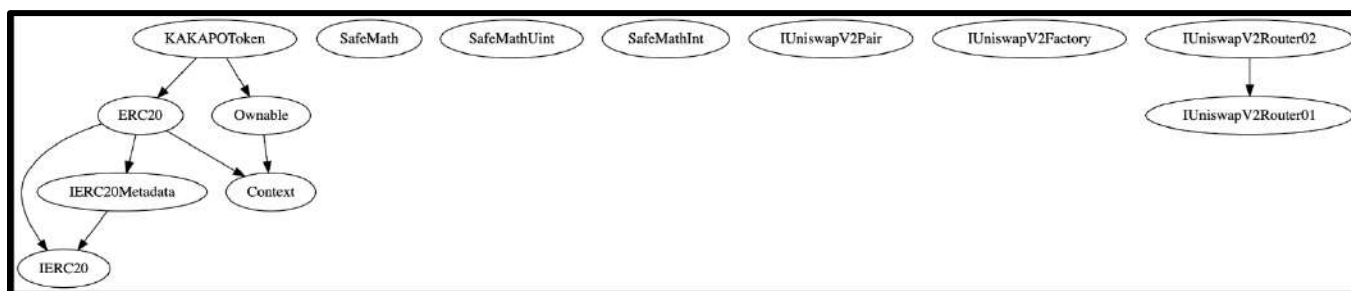 KAKAPOToken
SafeMath
SafeMathUint
SafeMathInt
IUniswapV2Pair
IUniswapV2Factory
IUniswapV2Router02
ERC20
Ownable
IUniswapV2Router01
IERC20Metadata
Context
IERC20